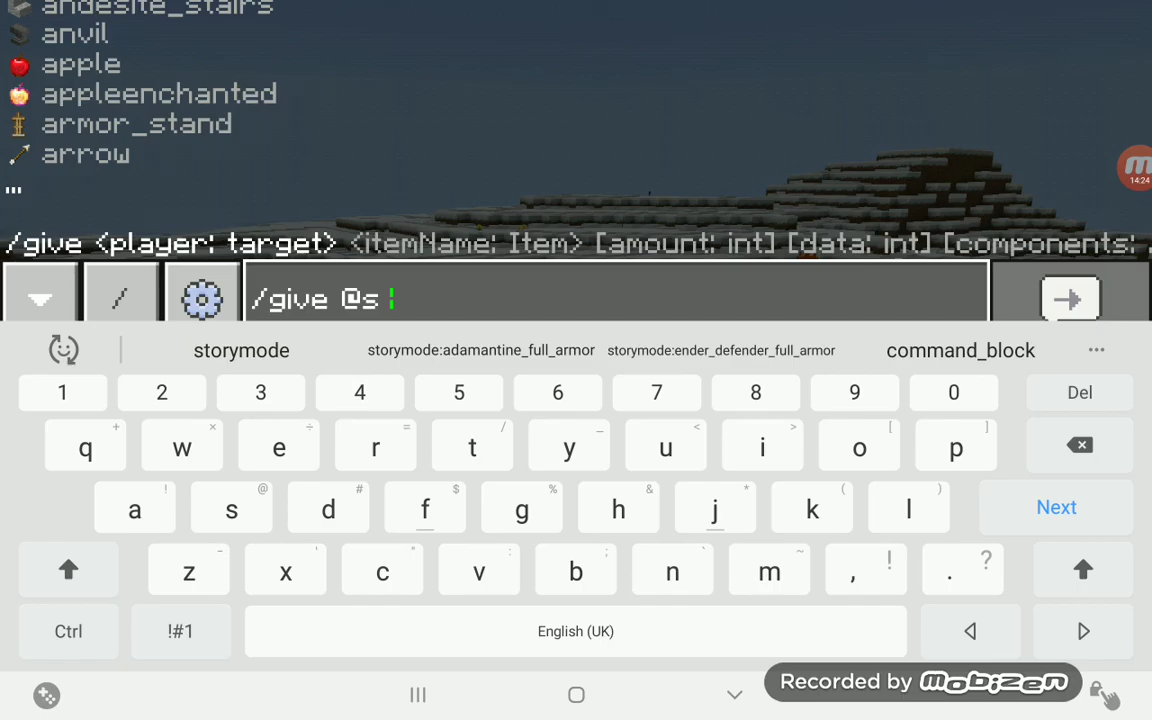 andesite_stairs
anvil
apple
appleenchanted
armor_stand
arrow
...
14:24
/give <player: target> <itemName: Item> [amount: int] [data: int] [components:
/
/give @s
storymode storymode:adamantine_full_armor storymode:ender_defender_full_armor command_block ...
1 2 3 4 5 6 7 8 9 0 Del
+ × ÷ = / _ < > [ ]
q w e r t y u i o p
! @ # $ % & * ( )
a s d f g h j k l Next
- ' " : ; ` ~ ! ?
z x c v b n m , .
Ctrl !#1 English (UK)
Recorded by mobizen